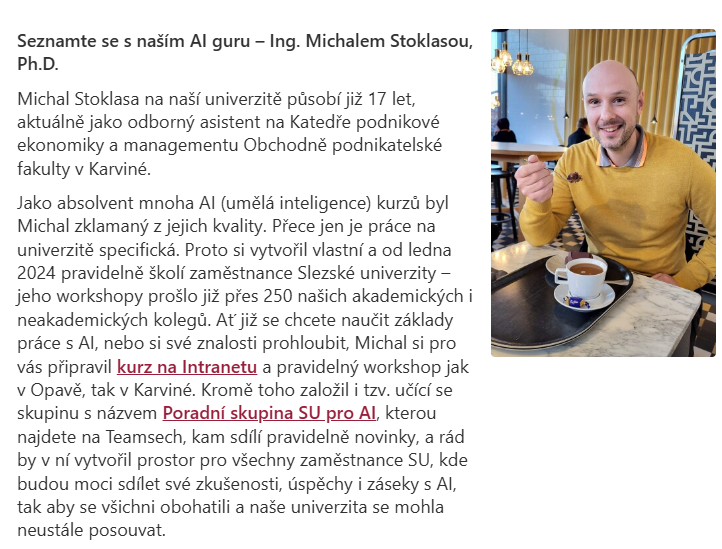 Seznamte se s naším AI guru – Ing. Michalem Stoklasou,
Ph.D.
Michal Stoklasa na naší univerzitě působí již 17 let,
aktuálně jako odborný asistent na Katedře podnikové
ekonomiky a managementu Obchodně podnikatelské
fakulty v Karviné.
Jako absolvent mnoha AI (umělá inteligence) kurzů byl
Michal zklamaný z jejich kvality. Přece jen je práce na
univerzitě specifická. Proto si vytvořil vlastní a od ledna
2024 pravidelně školí zaměstnance Slezské univerzity –
jeho workshopy prošlo již přes 250 našich akademických i
neakademických kolegů. Ať již se chcete naučit základy
práce s AI, nebo si své znalosti prohloubit, Michal si pro
vás připravil kurz na Intranetu a pravidelný workshop jak
v Opavě, tak v Karviné. Kromě toho založil i tzv. učící se
skupinu s názvem Poradní skupina SU pro AI, kterou
najdete na Teamsech, kam sdílí pravidelně novinky, a rád
by v ní vytvořil prostor pro všechny zaměstnance SU, kde
budou moci sdílet své zkušenosti, úspěchy i záseky s AI,
tak aby se všichni obohatili a naše univerzita se mohla
neustále posouvat.